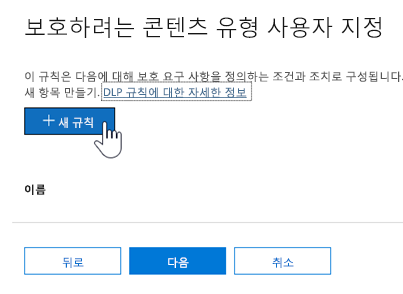 보호하려는 콘텐츠 유형 사용자 지정
이 규칙은 다음에 대해 보호 요구 사항을 정의하는 조건과 조치로 구성됩니다.
새 항목 만들기. DLP 규칙에 대한 자세한 정보
+ 새 규칙
이름
뒤로 다음 취소